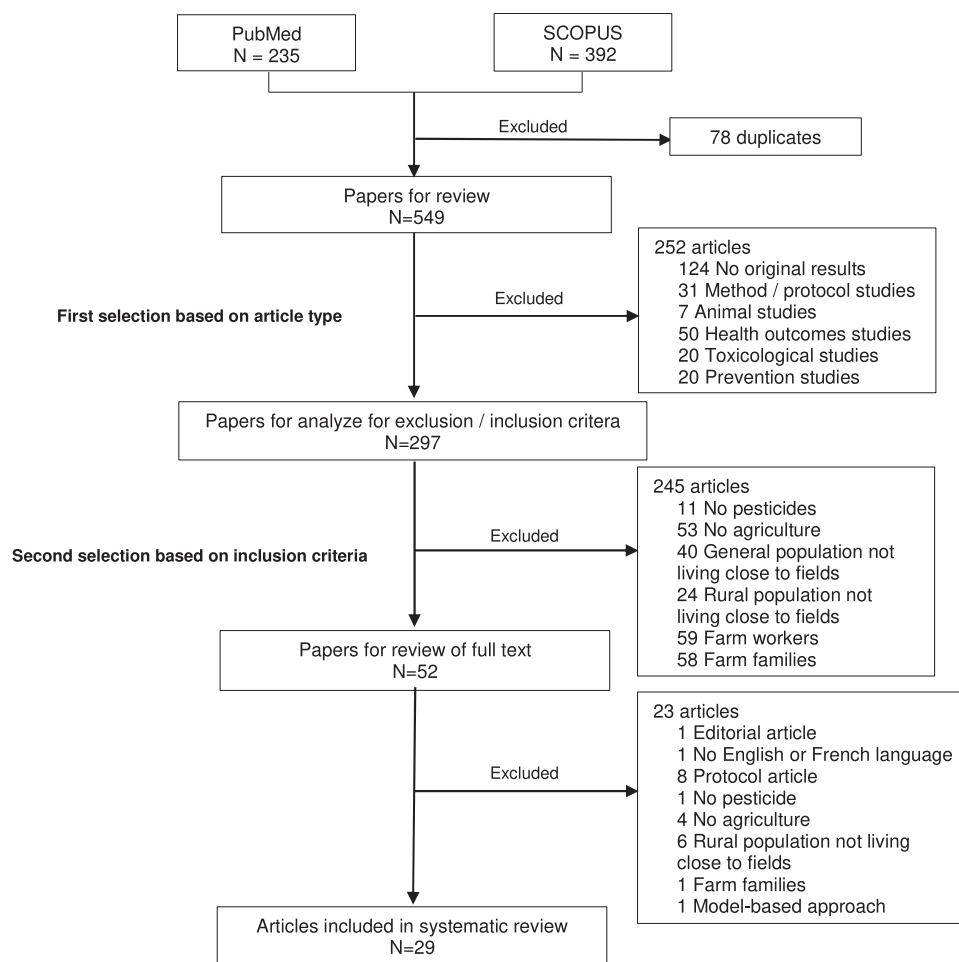 PubMed
N = 235
SCOPUS
N = 392
Excluded
78 duplicates
Papers for review
N=549
First selection based on article type
Excluded
252 articles
124 No original results
31 Method / protocol studies
7 Animal studies
50 Health outcomes studies
20 Toxicological studies
20 Prevention studies
Papers for analyze for exclusion / inclusion critera
N=297
Second selection based on inclusion criteria
Excluded
245 articles
11 No pesticides
53 No agriculture
40 General population not
living close to fields
24 Rural population not
living close to fields
59 Farm workers
58 Farm families
Papers for review of full text
N=52
Excluded
23 articles
1 Editorial article
1 No English or French language
8 Protocol article
1 No pesticide
4 No agriculture
6 Rural population not living
close to fields
1 Farm families
1 Model-based approach
Articles included in systematic review
N=29